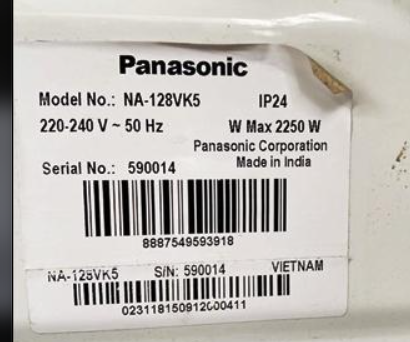 Panasonic
Model No.: NA-128VK5 IP24
220-240 V ~ 50 Hz W Max 2250 W
Panasonic Corporation
Serial No.: 590014 Made in India
8887549593918
NA-128VK5 S/N: 590014 VIETNAM
023118150912000411